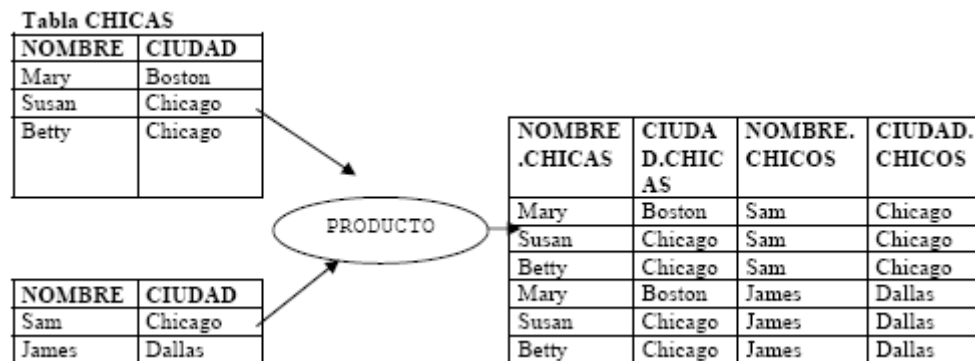 Tabla CHICAS
NOMBRE CIUDAD
Mary Boston
Susan Chicago
Betty Chicago
PRODUCTO
NOMBRE CIUDAD
Sam Chicago
James Dallas
NOMBRE CIUDA NOMBRE. CIUDAD.
.CHICAS D.CHIC CHICOS CHICOS
AS
Mary Boston Sam Chicago
Susan Chicago Sam Chicago
Betty Chicago Sam Chicago
Mary Boston James Dallas
Susan Chicago James Dallas
Betty Chicago James Dallas